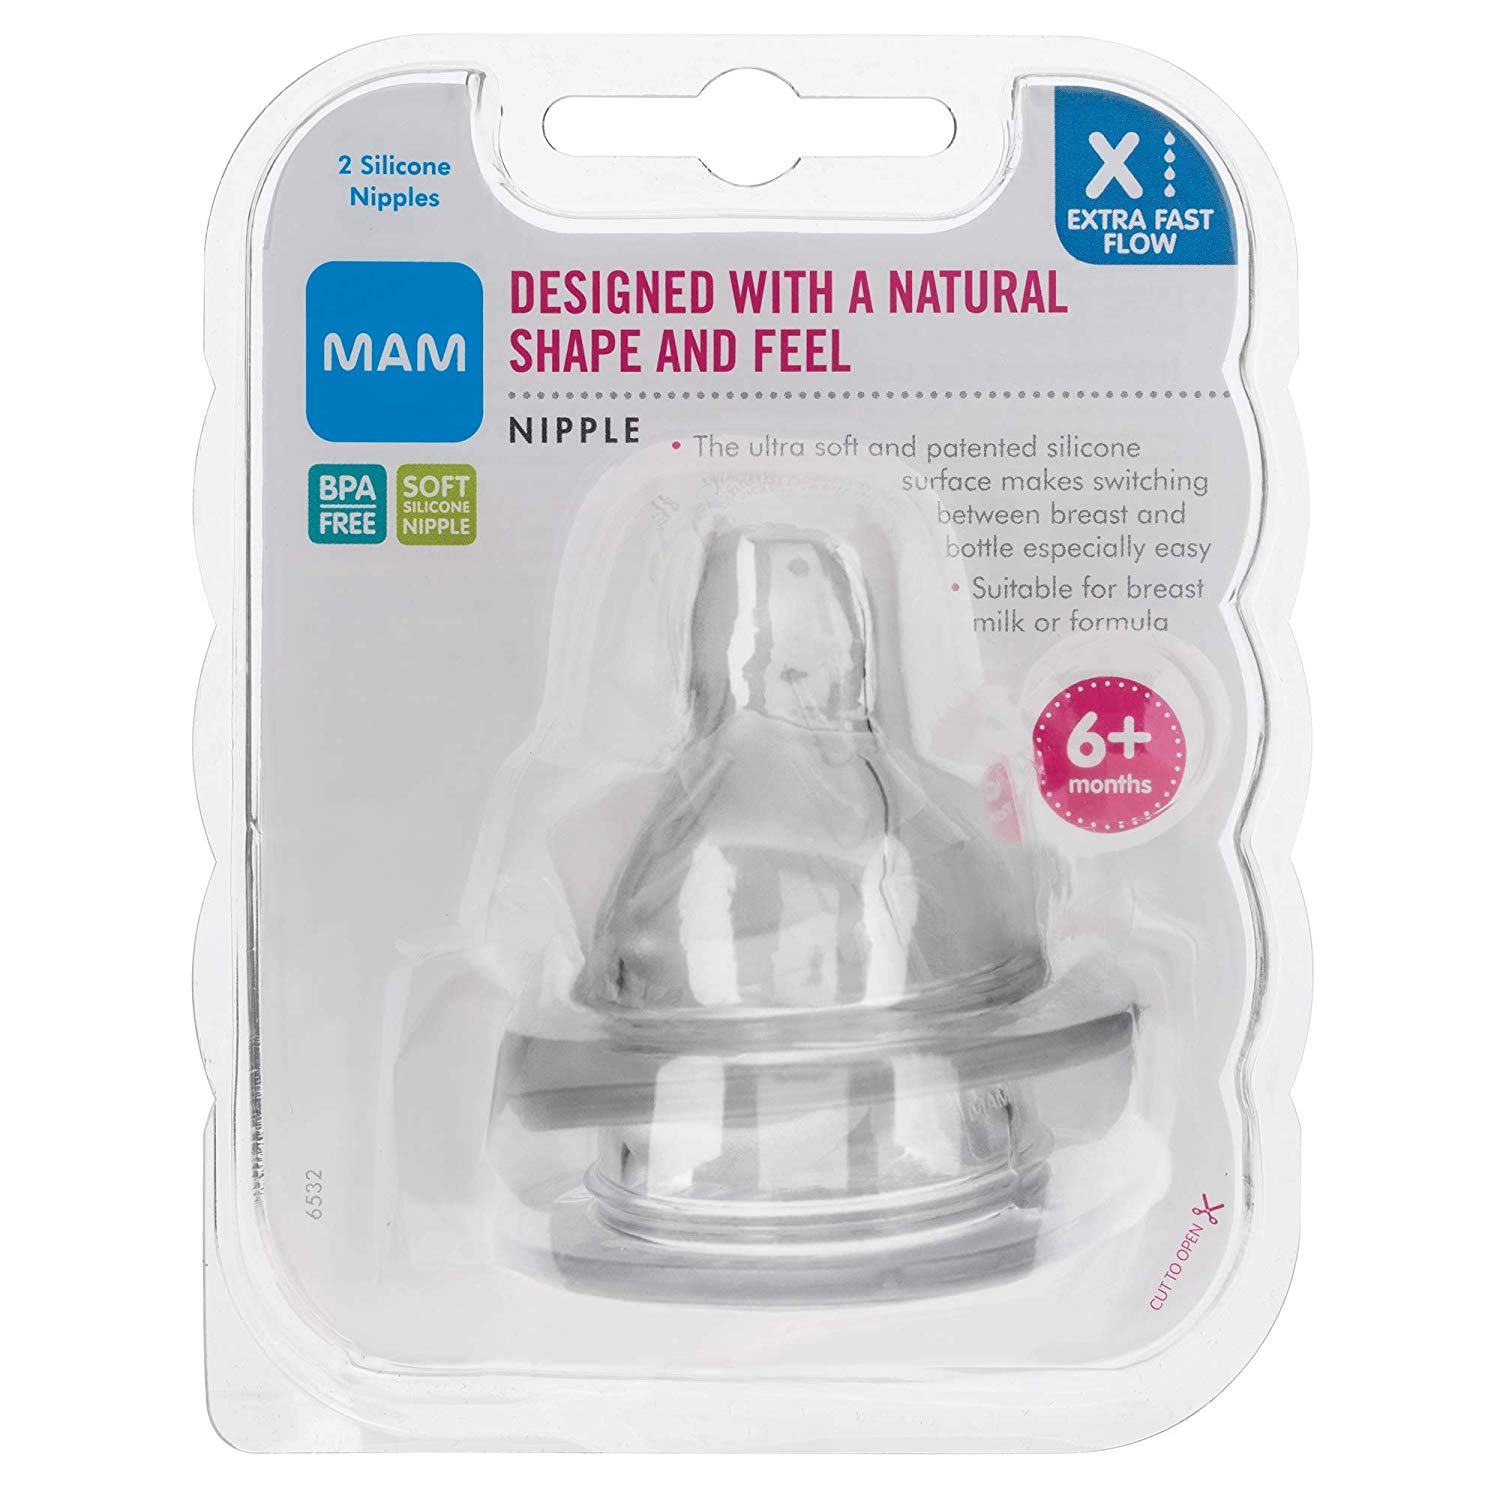 2 Silicone
Nipples
X
EXTRA FAST
FLOW
MAM
DESIGNED WITH A NATURAL
SHAPE AND FEEL
NIPPLE
BPA
FREE
SOFT
SILICONE
NIPPLE
• The ultra soft and patented silicone
surface makes switching
between breast and
bottle especially easy
• Suitable for breast
milk or formula
6+
months
MAM
6532
CUT TO OPEN